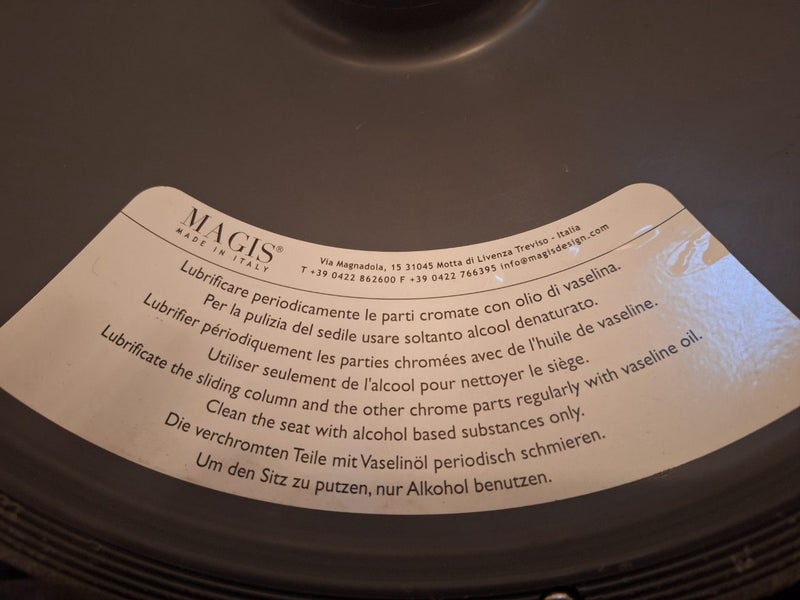 MAGIS®
MADE IN ITALY
Via Magnadola, 15 31045 Motta di Livenza Treviso - Italia
T +39 0422 862600 F +39 0422 766395 info@magisdesign.com
Lubrificare periodicamente le parti cromate con olio di vaselina.
Per la pulizia del sedile usare soltanto alcool denaturato.
Lubrifier périodiquement les parties chromées avec de l'huile de vaseline.
Utiliser seulement de l'alcool pour nettoyer le siège.
Lubrificate the sliding column and the other chrome parts regularly with vaseline oil.
Clean the seat with alcohol based substances only.
Die verchromten Teile mit Vaselinöl periodisch schmieren.
Um den Sitz zu putzen, nur Alkohol benutzen.